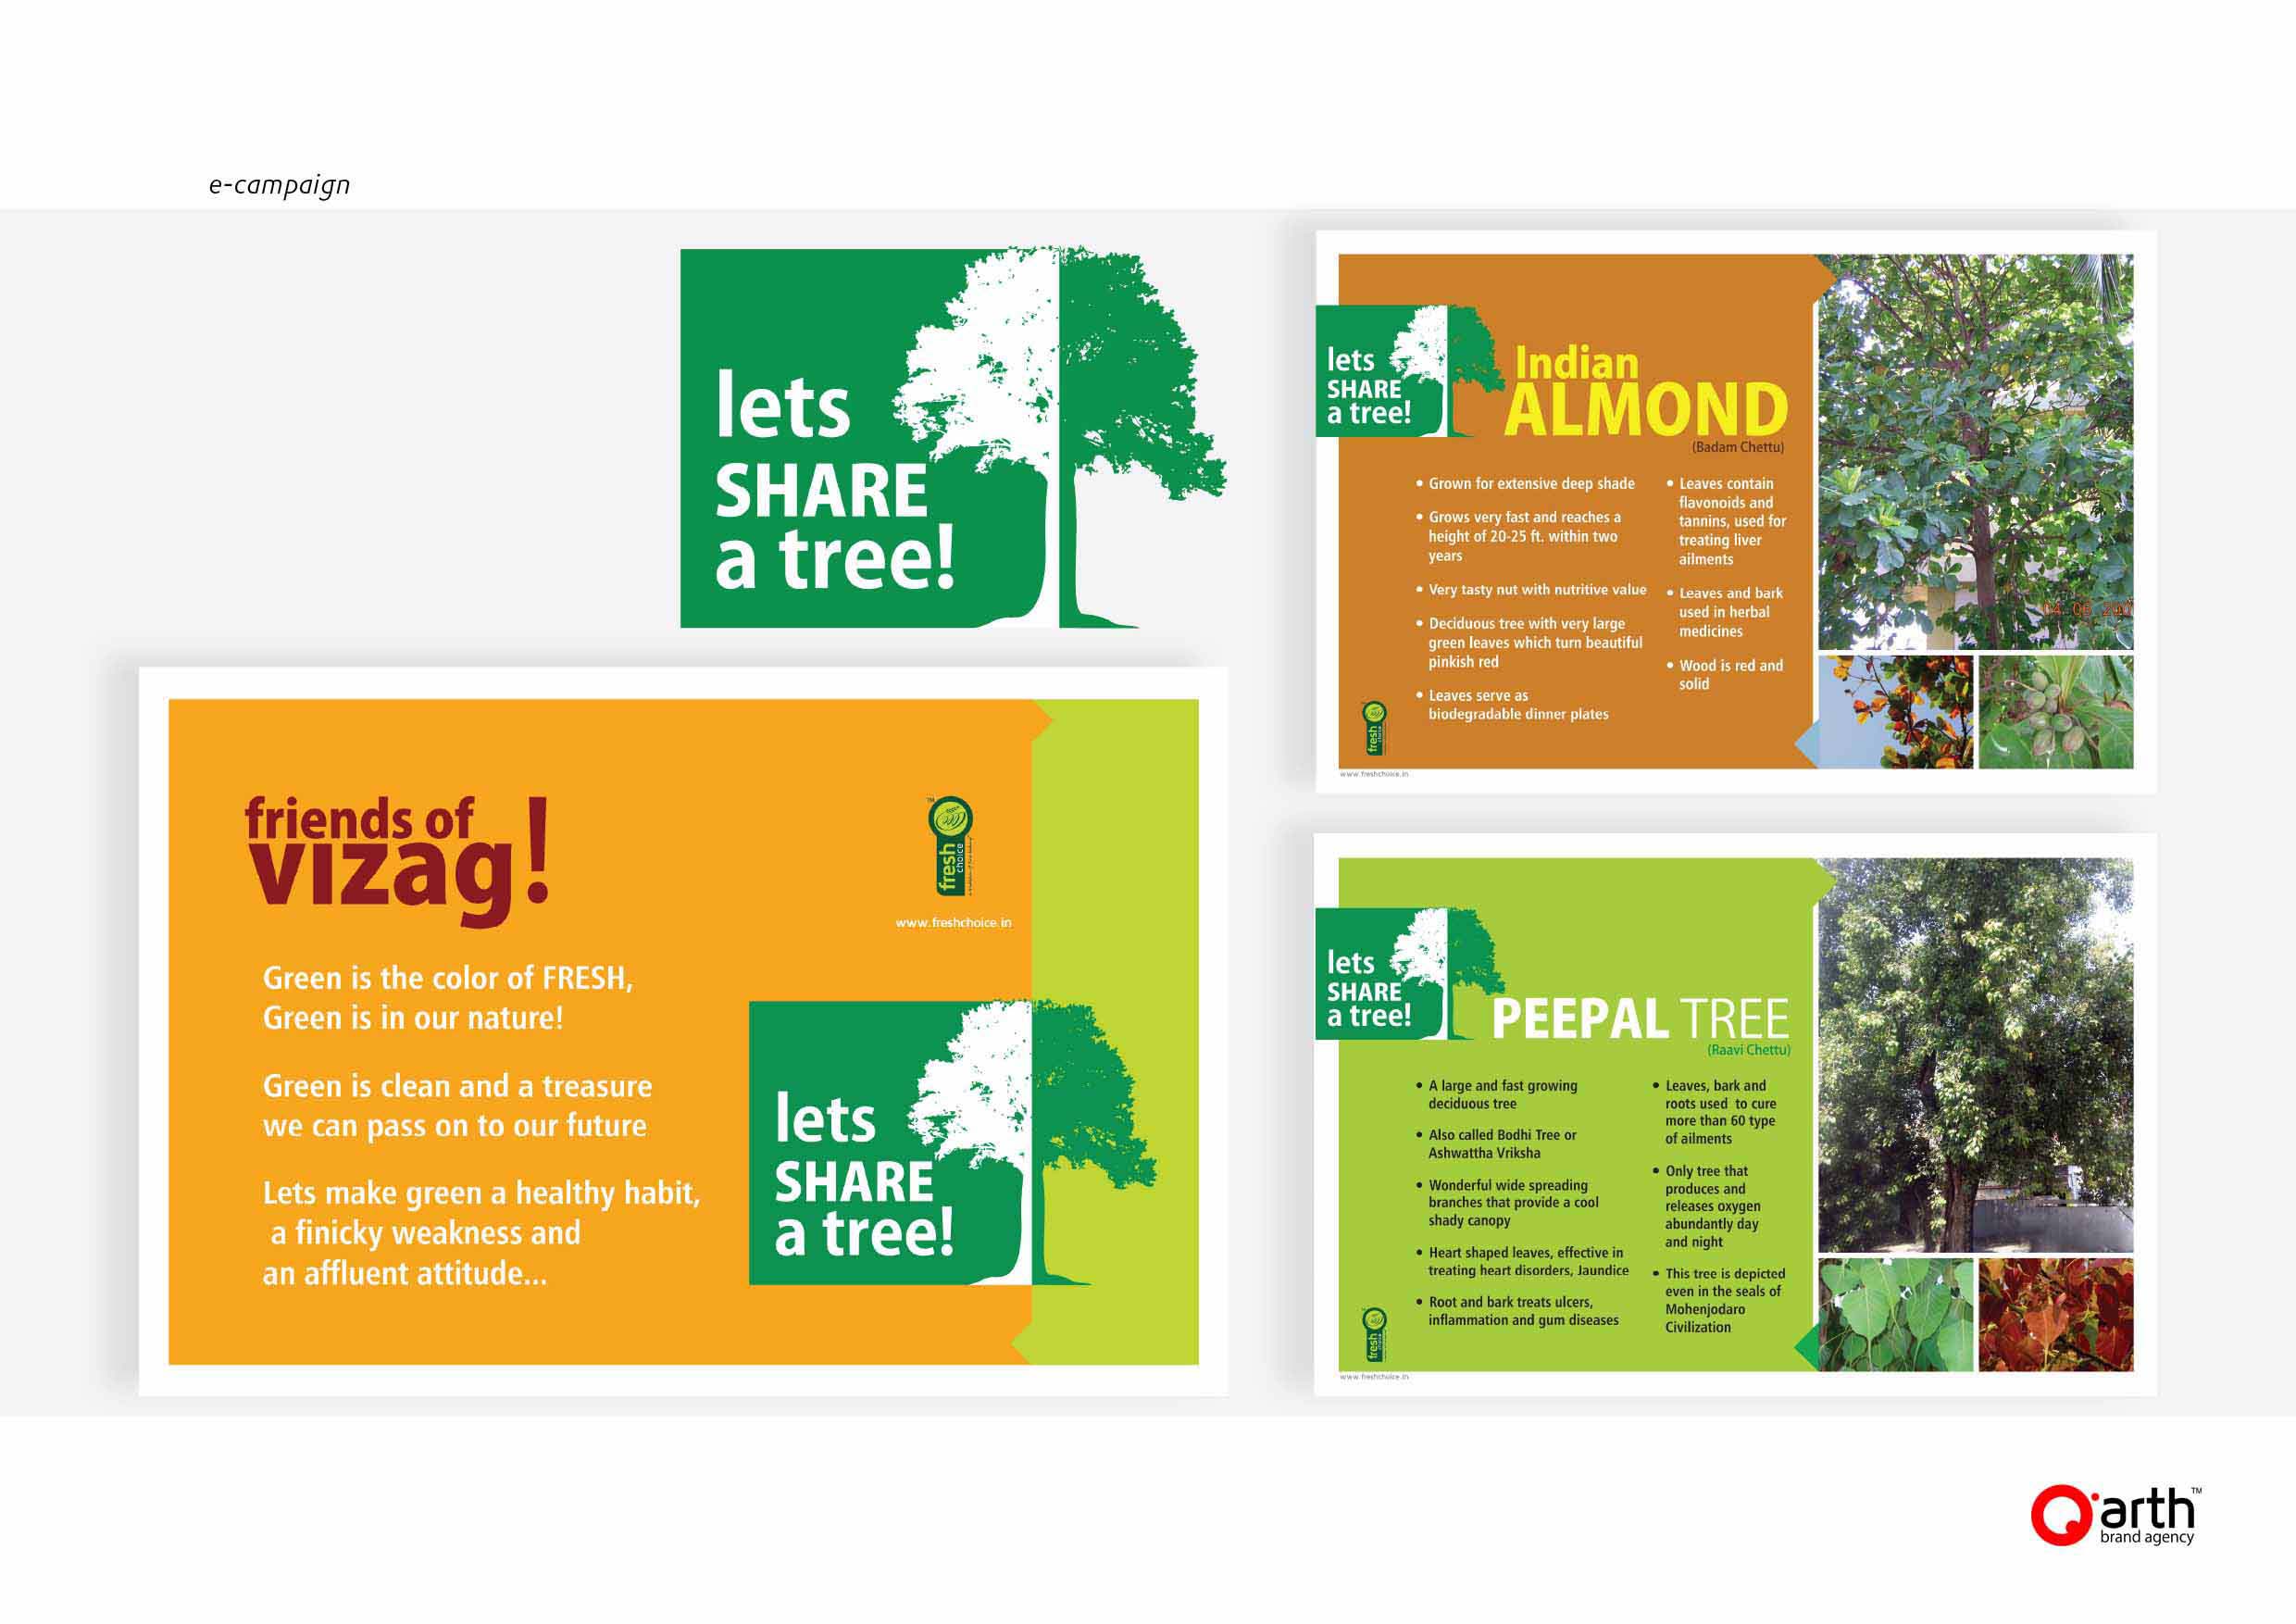 e-campaign
lets
SHARE
a tree!
friends of
vizag!
TM
fresh
choice
www.freshchoice.in
Green is the color of FRESH,
Green is in our nature!
Green is clean and a treasure
we can pass on to our future
Lets make green a healthy habit,
a finicky weakness and
an affluent attitude...
lets
SHARE
a tree!
lets
SHARE
a tree!
Indian
ALMOND
(Badam Chettu)
• Grown for extensive deep shade
• Grows very fast and reaches a
height of 20-25 ft. within two
years
• Very tasty nut with nutritive value
• Deciduous tree with very large
green leaves which turn beautiful
pinkish red
• Leaves serve as
biodegradable dinner plates
• Leaves contain
flavonoids and
tannins, used for
treating liver
ailments
• Leaves and bark
used in herbal
medicines
• Wood is red and
solid
fresh
choice
www.freshchoice.in
lets
SHARE
a tree!
PEEPAL TREE
(Raavi Chettu)
• A large and fast growing
deciduous tree
• Also called Bodhi Tree or
Ashwattha Vriksha
• Wonderful wide spreading
branches that provide a cool
shady canopy
• Heart shaped leaves, effective in
treating heart disorders, Jaundice
• Root and bark treats ulcers,
inflammation and gum diseases
• Leaves, bark and
roots used to cure
more than 60 type
of ailments
• Only tree that
produces and
releases oxygen
abundantly day
and night
• This tree is depicted
even in the seals of
Mohenjodaro
Civilization
fresh
choice
www.freshchoice.in
arth TM
brand agency